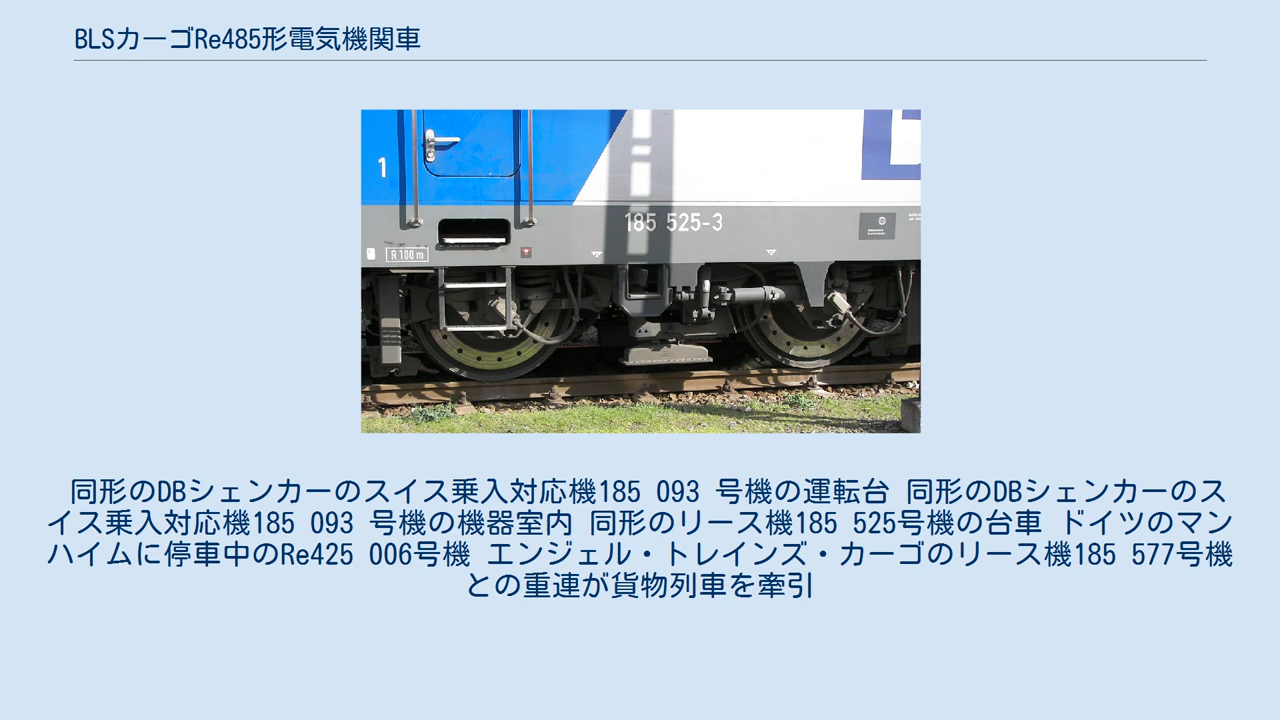 BLSカーゴRe485形電気機関車
1
185 525-3
R 100 m
同形のDBシェンカーのスイス乗入対応機185 093 号機の運転台 同形のDBシェンカーのス
イス乗入対応機185 093 号機の機器室内 同形のリース機185 525号機の台車 ドイツのマン
ハイムに停車中のRe425 006号機 エンジェル・トレインズ・カーゴのリース機185 577号機
との重連が貨物列車を牽引